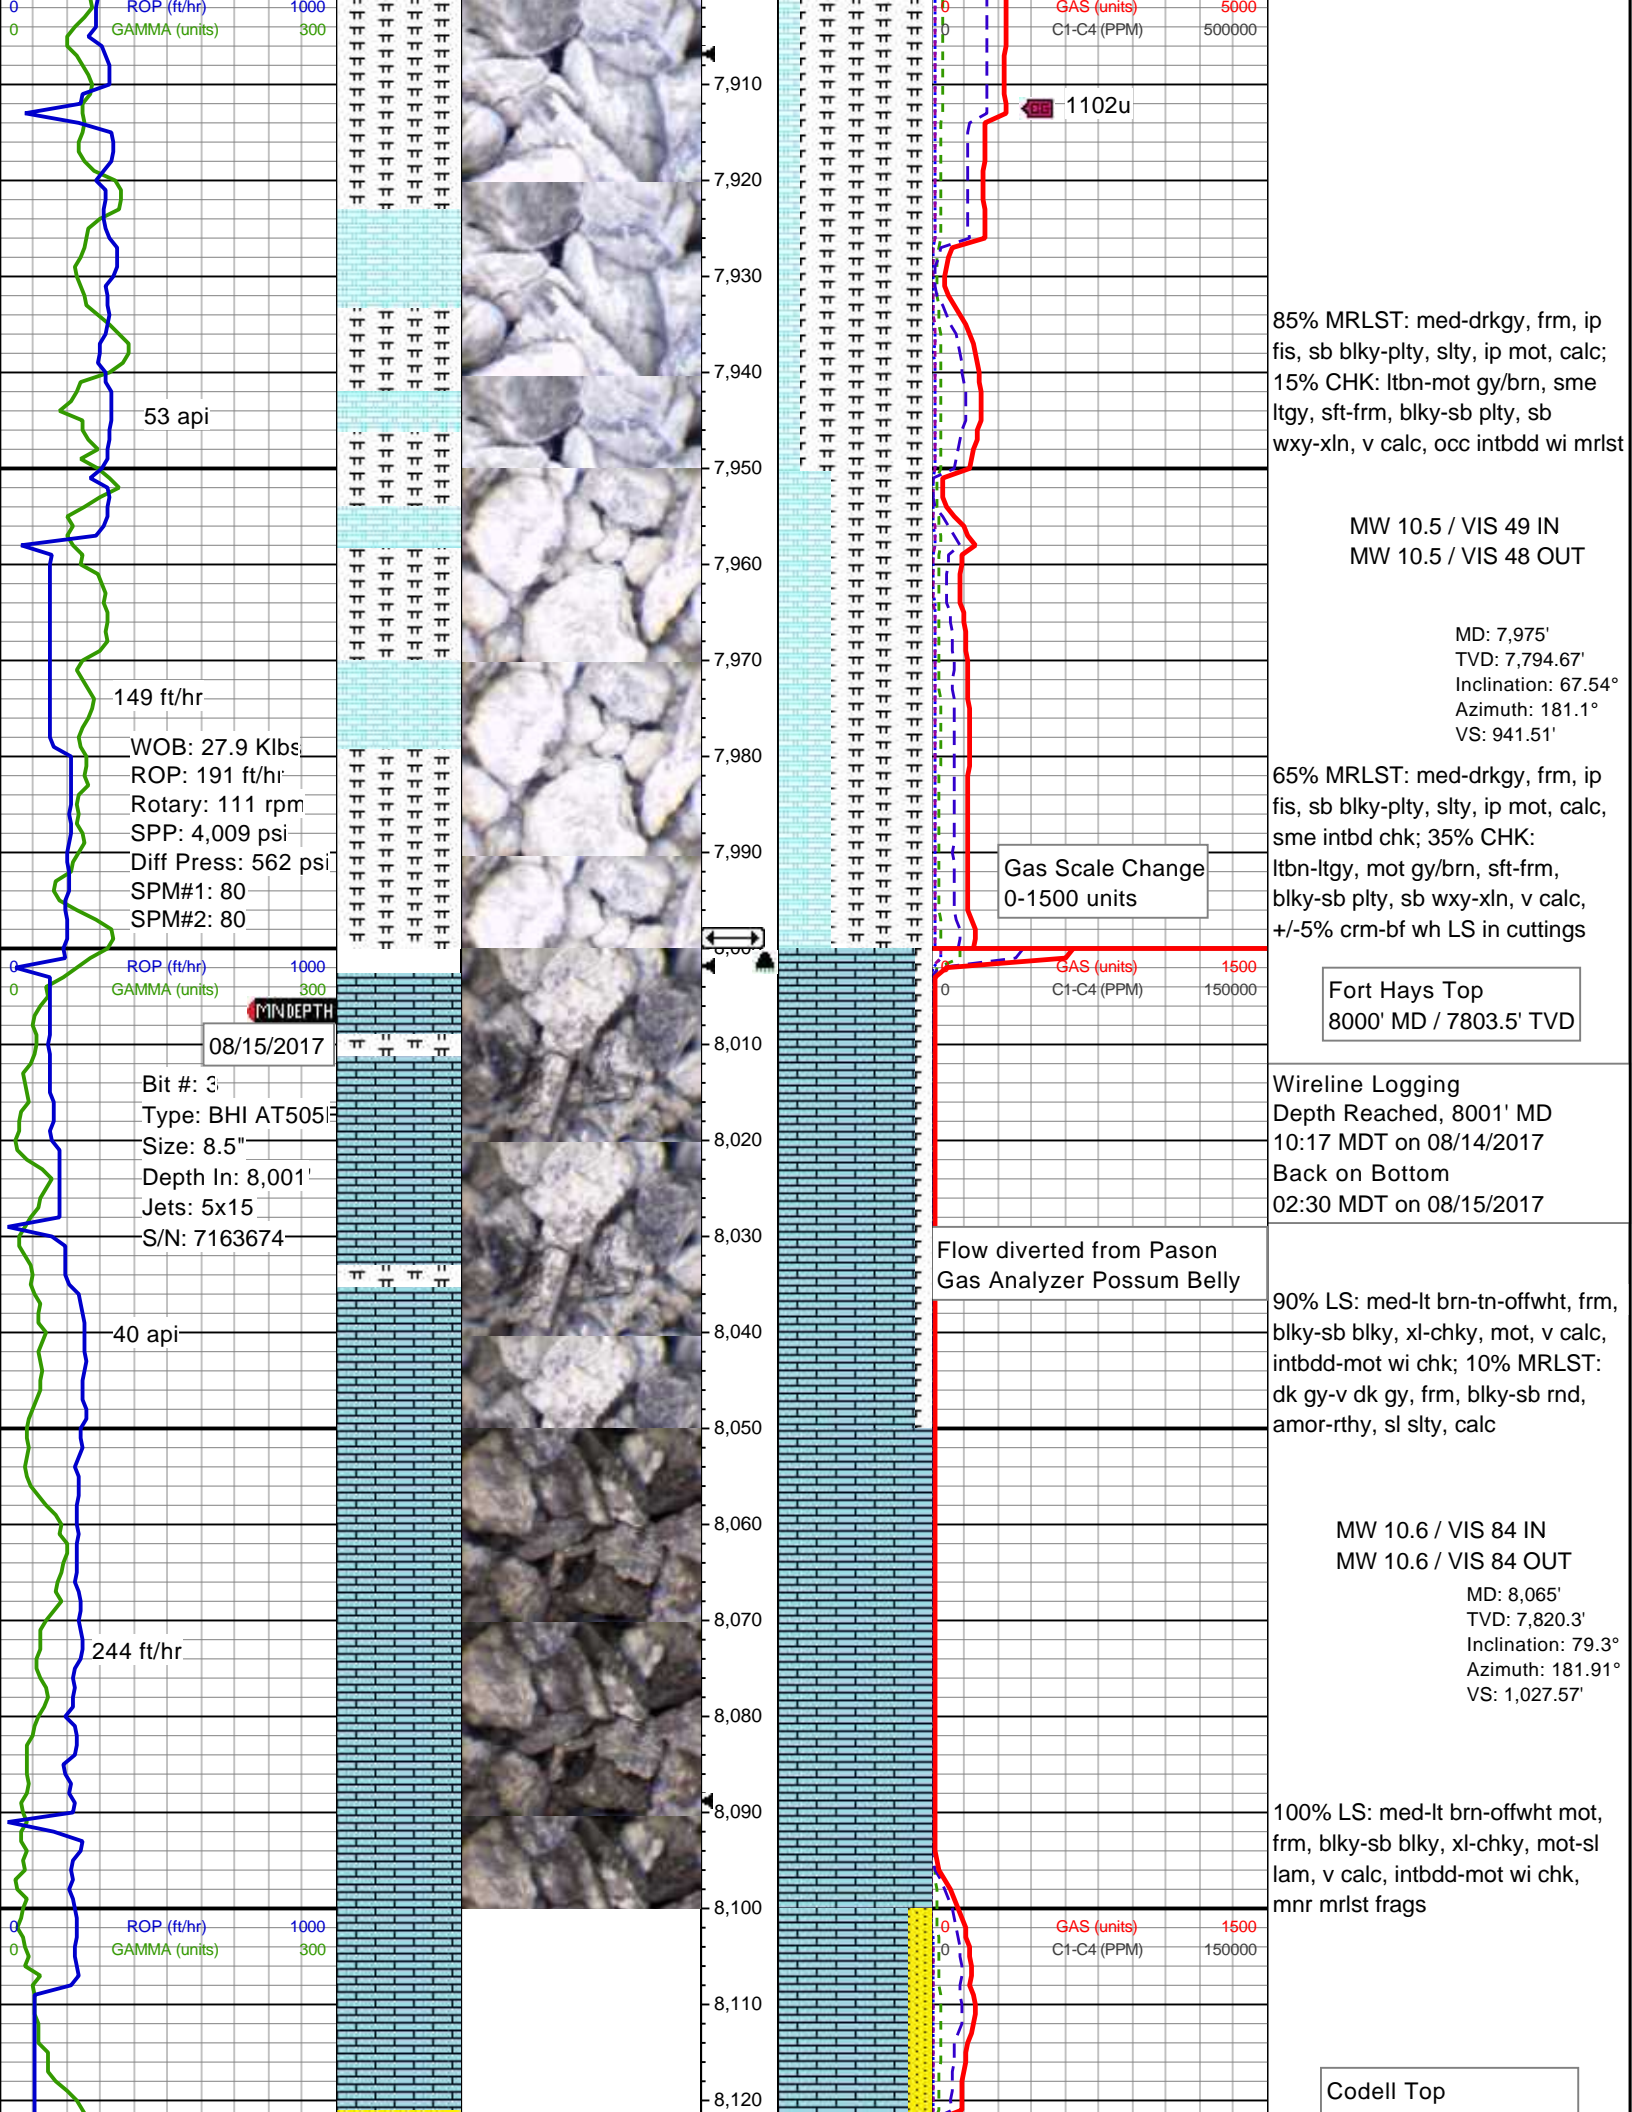 0 ROP (ft/hr) 1000
0 GAMMA (units) 300
0 GAS (units) 5000
0 C1-C4 (PPM) 500000
7,910
CG 1102u
7,920
7,930
85% MRLST: med-drkgy, frm, ip
fis, sb blky-plty, slty, ip mot, calc;
15% CHK: ltbn-mot gy/brn, sme
ltgy, sft-frm, blky-sb plty, sb
wxy-xln, v calc, occ intbdd wi mrlst
7,940
53 api
7,950
MW 10.5 / VIS 49 IN
MW 10.5 / VIS 48 OUT
7,960
MD: 7,975'
TVD: 7,794.67'
Inclination: 67.54°
Azimuth: 181.1°
VS: 941.51'
7,970
149 ft/hr
WOB: 27.9 Klbs
ROP: 191 ft/hr
Rotary: 111 rpm
SPP: 4,009 psi
Diff Press: 562 psi
SPM#1: 80
SPM#2: 80
7,980
65% MRLST: med-drkgy, frm, ip
fis, sb blky-plty, slty, ip mot, calc,
sme intbd chk; 35% CHK:
ltbn-ltgy, mot gy/brn, sft-frm,
blky-sb plty, sb wxy-xln, v calc,
+/-5% crm-bf wh LS in cuttings
7,990
Gas Scale Change
0-1500 units
0 ROP (ft/hr) 1000
0 GAMMA (units) 300
0 GAS (units) 1500
0 C1-C4 (PPM) 150000
Fort Hays Top
8000' MD / 7803.5' TVD
MNDEPTH
08/15/2017
8,010
Bit #: 3
Type: BHI AT505
Size: 8.5"
Depth In: 8,001'
Jets: 5x15
S/N: 7163674
Wireline Logging
Depth Reached, 8001' MD
10:17 MDT on 08/14/2017
Back on Bottom
02:30 MDT on 08/15/2017
8,020
8,030
Flow diverted from Pason
Gas Analyzer Possum Belly
90% LS: med-lt brn-tn-offwht, frm,
blky-sb blky, xl-chky, mot, v calc,
intbdd-mot wi chk; 10% MRLST:
dk gy-v dk gy, frm, blky-sb rnd,
amor-rthy, sl slty, calc
40 api
8,040
8,050
8,060
MW 10.6 / VIS 84 IN
MW 10.6 / VIS 84 OUT
MD: 8,065'
TVD: 7,820.3'
Inclination: 79.3°
Azimuth: 181.91°
VS: 1,027.57'
8,070
244 ft/hr
8,080
8,090
100% LS: med-lt brn-offwht mot,
frm, blky-sb blky, xl-chky, mot-sl
lam, v calc, intbdd-mot wi chk,
mnr mrlst frags
8,100
0 ROP (ft/hr) 1000
0 GAMMA (units) 300
0 GAS (units) 1500
0 C1-C4 (PPM) 150000
8,110
8,120
Codell Top